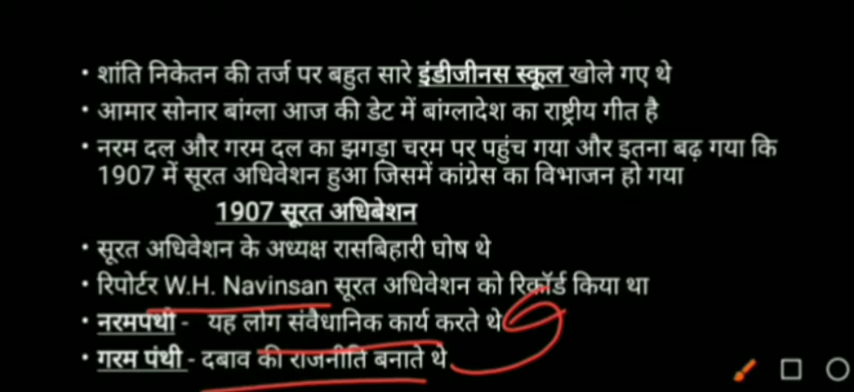 • शांति निकेतन की तर्ज पर बहुत सारे इंडीजीनस स्कूल खोले गए थे
• आमार सोनार बांग्ला आज की डेट में बांग्लादेश का राष्ट्रीय गीत है
• नरम दल और गरम दल का झगड़ा चरम पर पहुंच गया और इतना बढ़ गया कि
1907 में सूरत अधिवेशन हुआ जिसमें कांग्रेस का विभाजन हो गया
1907 सूरत अधिबेशन
• सूरत अधिवेशन के अध्यक्ष रासबिहारी घोष थे
• रिपोर्टर W.H. Navinsan सूरत अधिवेशन को रिकॉर्ड किया था
• नरमपंथी - यह लोग संवैधानिक कार्य करते थे
• गरम पंथी - दबाव की राजनीति बनाते थे